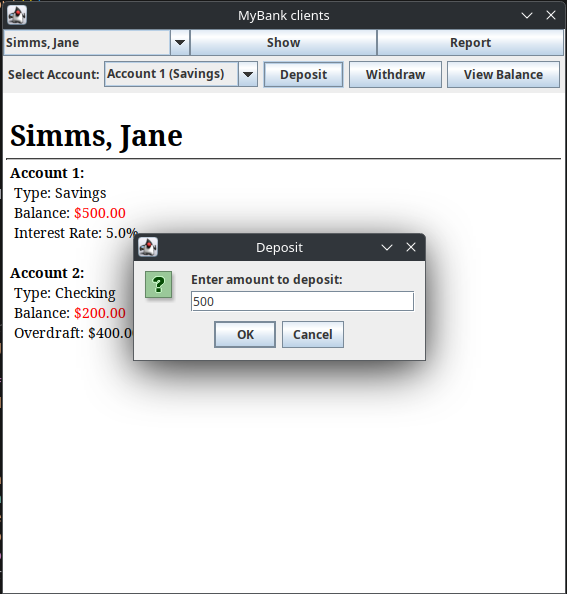 MyBank clients
Simms, Jane Show Report
Select Account: Account 1 (Savings) Deposit Withdraw View Balance
Simms, Jane
Account 1:
Type: Savings
Balance: $500.00
Interest Rate: 5.0%
Account 2:
Type: Checking
Balance: $200.00
Overdraft: $400.0
Deposit
?
Enter amount to deposit:
500
OK Cancel